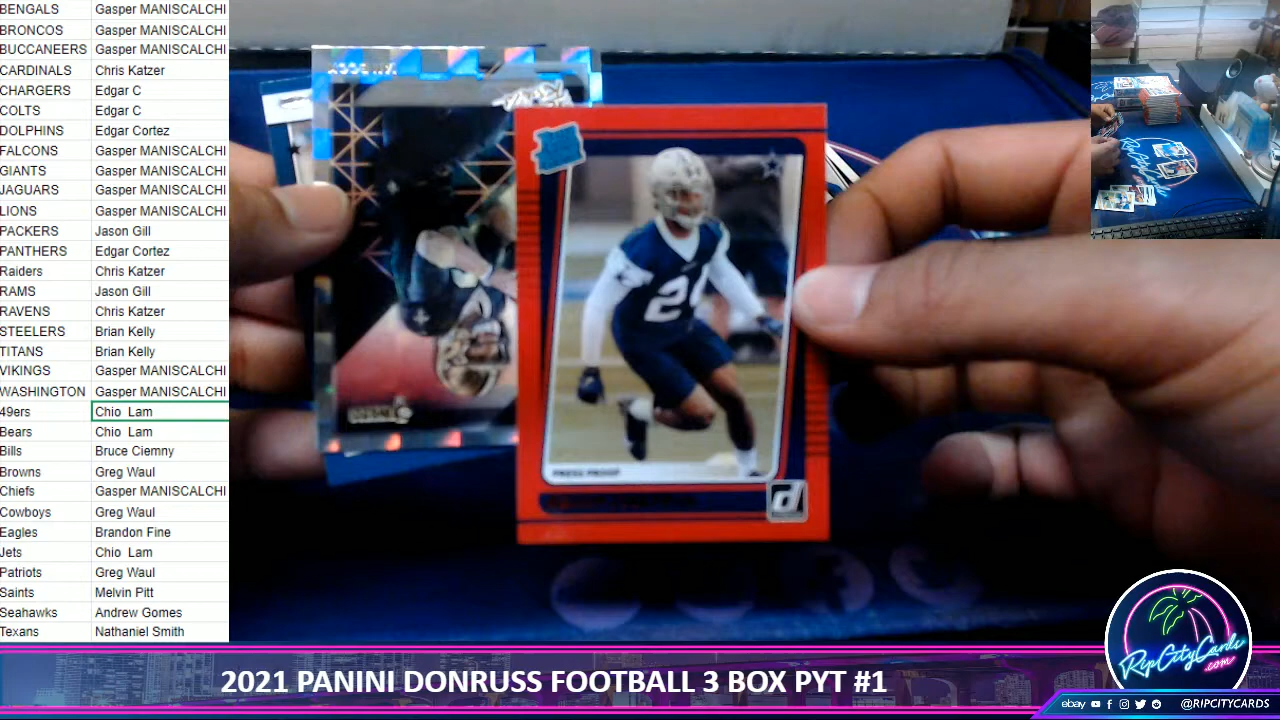 BENGALS Gasper MANISCALCHI
BRONCOS Gasper MANISCALCHI
BUCCANEERS Gasper MANISCALCHI
CARDINALS Chris Katzer
CHARGERS Edgar C
COLTS Edgar C
DOLPHINS Edgar Cortez
FALCONS Gasper MANISCALCHI
GIANTS Gasper MANISCALCHI
JAGUARS Gasper MANISCALCHI
LIONS Gasper MANISCALCHI
PACKERS Jason Gill
PANTHERS Edgar Cortez
Raiders Chris Katzer
RAMS Jason Gill
RAVENS Chris Katzer
STEELERS Brian Kelly
TITANS Brian Kelly
VIKINGS Gasper MANISCALCHI
WASHINGTON Gasper MANISCALCHI
49ers Chio Lam
Bears Chio Lam
Bills Bruce Ciemny
Browns Greg Waul
Chiefs Gasper MANISCALCHI
Cowboys Greg Waul
Eagles Brandon Fine
Jets Chio Lam
Patriots Greg Waul
Saints Melvin Pitt
Seahawks Andrew Gomes
Texans Nathaniel Smith
PRESS PROOF
d
2021 PANINI DONRUSS FOOTBALL 3 BOX PYT #1
RipCityCards
.com
ebay
@RIPCITYCARDS